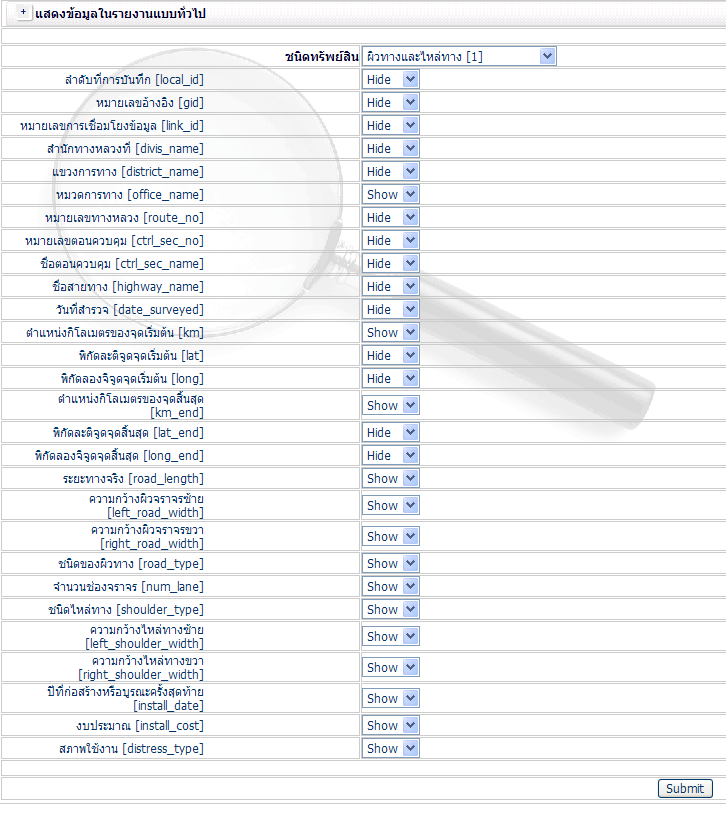 + แสดงข้อมูลในรายงานแบบทั่วไป
ชนิดทรัพย์สิน ผิวทางและไหล่ทาง [1]
ลำดับที่การบันทึก [local_id] Hide
หมายเลขอ้างอิง [gid] Hide
หมายเลขการเชื่อมโยงข้อมูล [link_id] Hide
สำนักทางหลวงที่ [divis_name] Hide
แขวงการทาง [district_name] Hide
หมวดการทาง [office_name] Show
หมายเลขทางหลวง [route_no] Hide
หมายเลขตอนควบคุม [ctrl_sec_no] Hide
ชื่อตอนควบคุม [ctrl_sec_name] Hide
ชื่อสายทาง [highway_name] Hide
วันที่สำรวจ [date_surveyed] Hide
ตำแหน่งกิโลเมตรของจุดเริ่มต้น [km] Show
พิกัดละติจูดจุดเริ่มต้น [lat] Hide
พิกัดลองจิจูดจุดเริ่มต้น [long] Hide
ตำแหน่งกิโลเมตรของจุดสิ้นสุด
[km_end] Show
พิกัดละติจูดจุดสิ้นสุด [lat_end] Hide
พิกัดลองจิจูดจุดสิ้นสุด [long_end] Hide
ระยะทางจริง [road_length] Show
ความกว้างผิวจราจรซ้าย
[left_road_width] Show
ความกว้างผิวจราจรขวา
[right_road_width] Show
ชนิดของผิวทาง [road_type] Show
จำนวนช่องจราจร [num_lane] Show
ชนิดไหล่ทาง [shoulder_type] Show
ความกว้างไหล่ทางซ้าย
[left_shoulder_width] Show
ความกว้างไหล่ทางขวา
[right_shoulder_width] Show
ปีที่ก่อสร้างหรือบูรณะครั้งสุดท้าย
[install_date] Show
งบประมาณ [install_cost] Show
สภาพใช้งาน [distress_type] Show
Submit